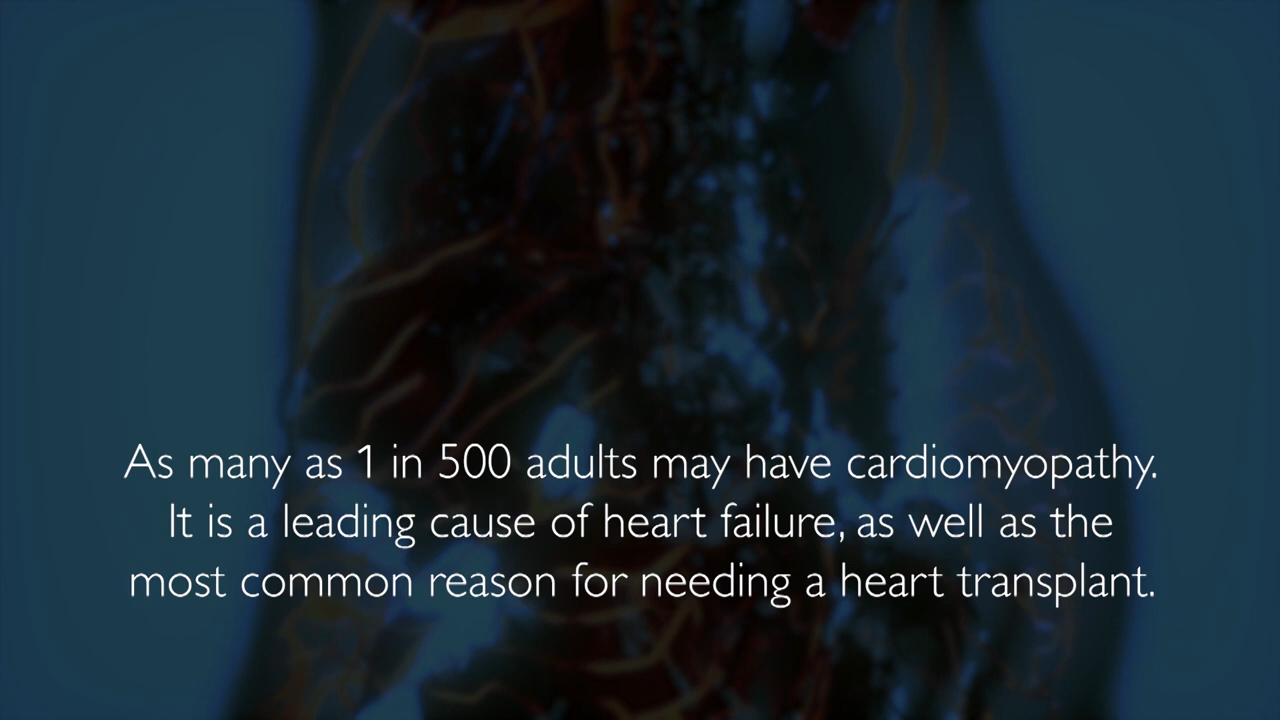 As many as 1 in 500 adults may have cardiomyopathy.
It is a leading cause of heart failure, as well as the
most common reason for needing a heart transplant.